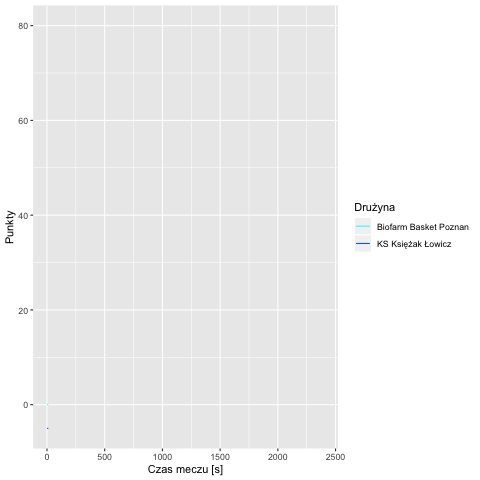 80
60
40
20
0
Punkty
0 500 1000 1500 2000 2500
Czas meczu [s]
Drużyna
Biofarm Basket Poznan
KS Księżak Łowicz